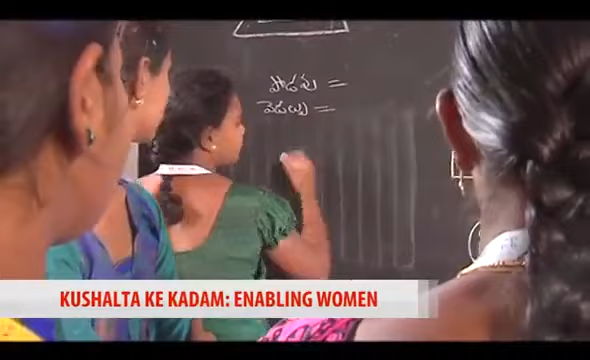 పొడవు =
వెడల్పు =
KUSHALTA KE KADAM: ENABLING WOMEN